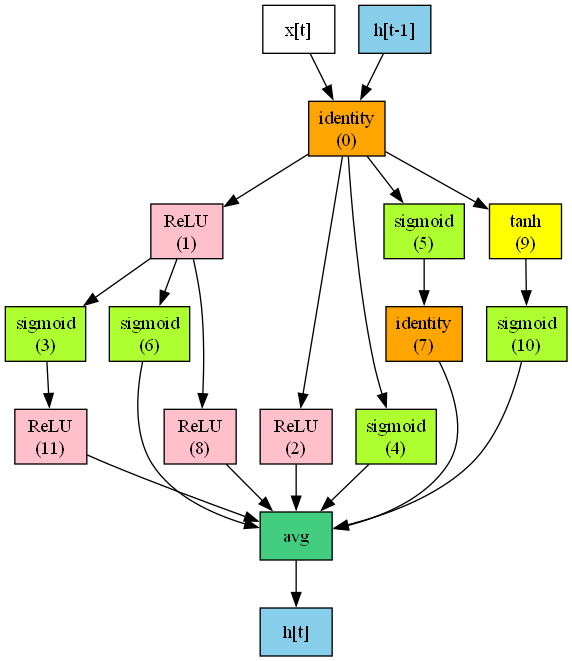 x[t]
h[t-1]
identity
(0)
ReLU
(1)
sigmoid
(5)
tanh
(9)
sigmoid
(3)
sigmoid
(6)
identity
(7)
sigmoid
(10)
ReLU
(11)
ReLU
(8)
ReLU
(2)
sigmoid
(4)
avg
h[t]